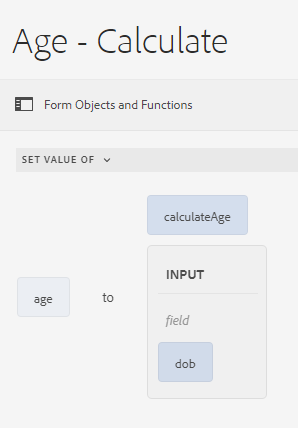 Age - Calculate
Form Objects and Functions
SET VALUE OF
calculateAge
INPUT
field
age to
dob